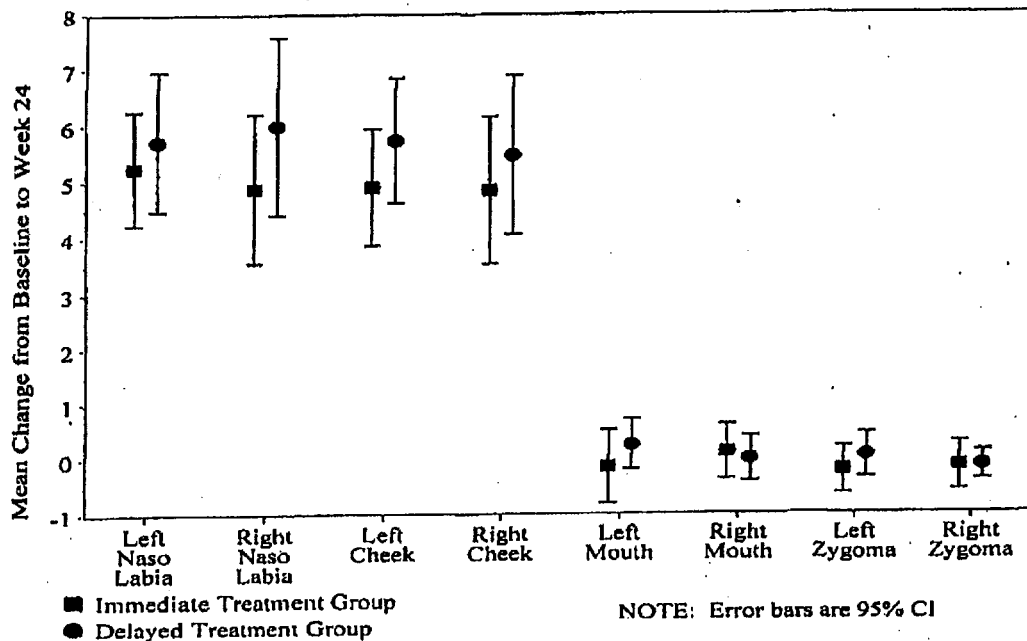 Mean Change from Baseline to Week 24
8
7
6
5
4
3
2
1
0
-1
Left Naso Labia
Right Naso Labia
Left Cheek
Right Cheek
Left Mouth
Right Mouth
Left Zygoma
Right Zygoma
Immediate Treatment Group
Delayed Treatment Group
NOTE: Error bars are 95% CI